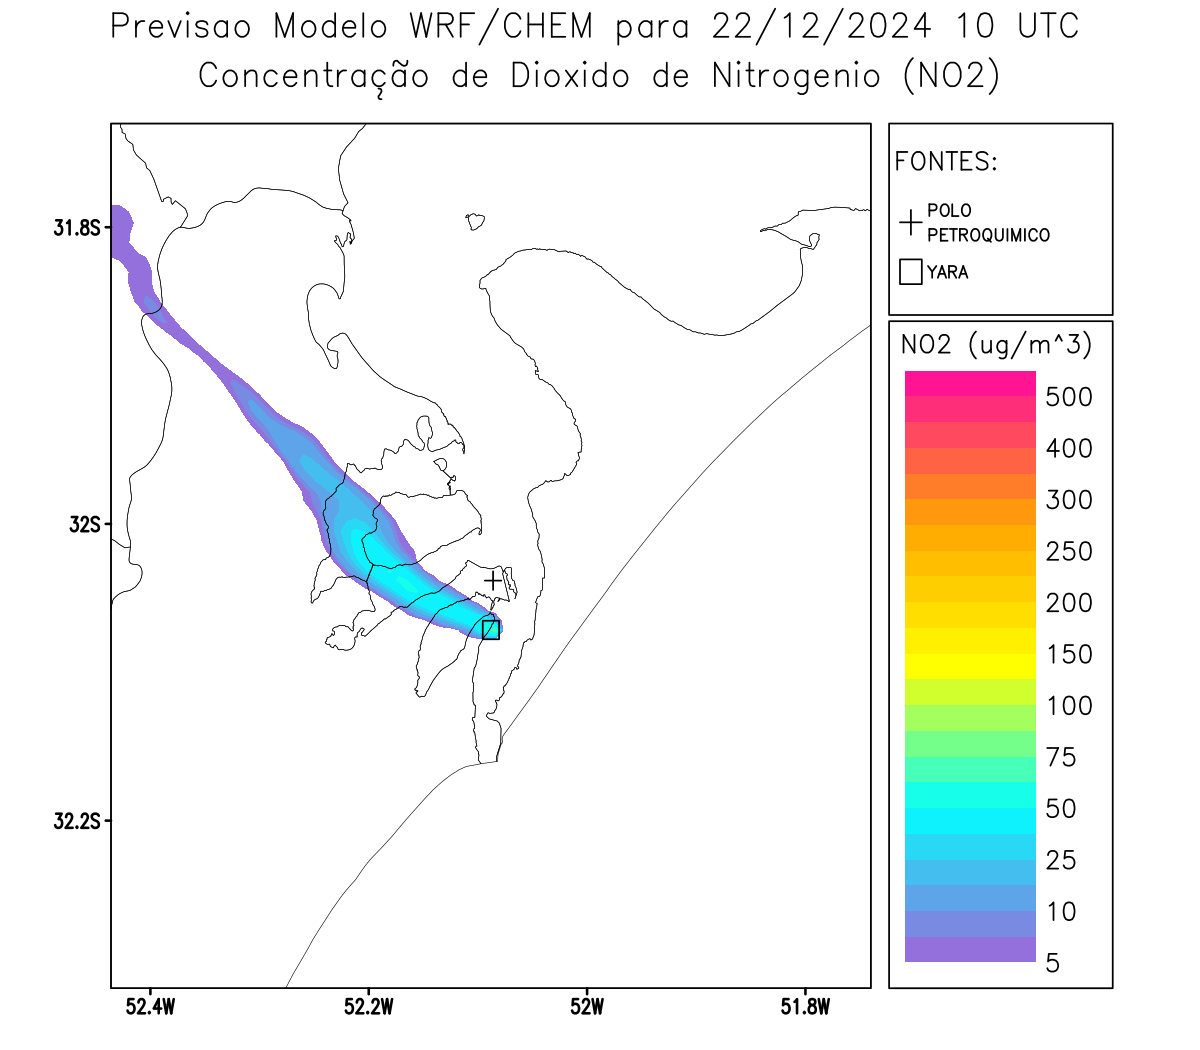 Previsao Modelo WRF/CHEM para 22/12/2024 10 UTC
Concentração de Dioxido de Nitrogenio (NO2)
FONTES:
POLO
PETROQUIMICO
YARA
NO2 (ug/m^3)
500
400
300
250
200
150
100
75
50
25
10
5
31.8S
32S
32.2S
52.4W
52.2W
52W
51.8W